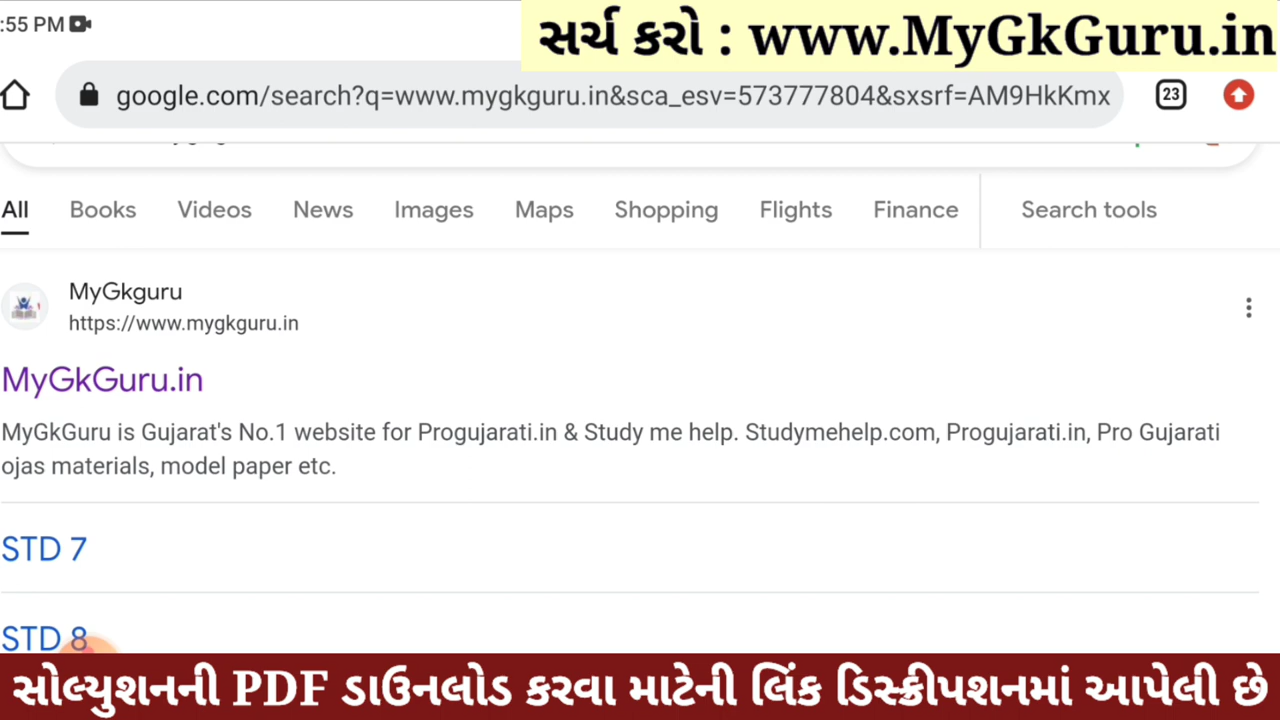 :55 PM
સર્ચ કરો : www.MyGkGuru.in
google.com/search?q=www.mygkguru.in&sca_esv=573777804&sxsrf=AM9HkKmx
23
All Books Videos News Images Maps Shopping Flights Finance Search tools
MyGkguru
https://www.mygkguru.in
MyGkGuru.in
MyGkGuru is Gujarat's No.1 website for Progujarati.in & Study me help. Studymehelp.com, Progujarati.in, Pro Gujarati
ojas materials, model paper etc.
STD 7
STD 8
સોલ્યુશનની PDF ડાઉનલોડ કરવા માટેની લિંક ડિસ્ક્રીપશનમાં આપેલી છે